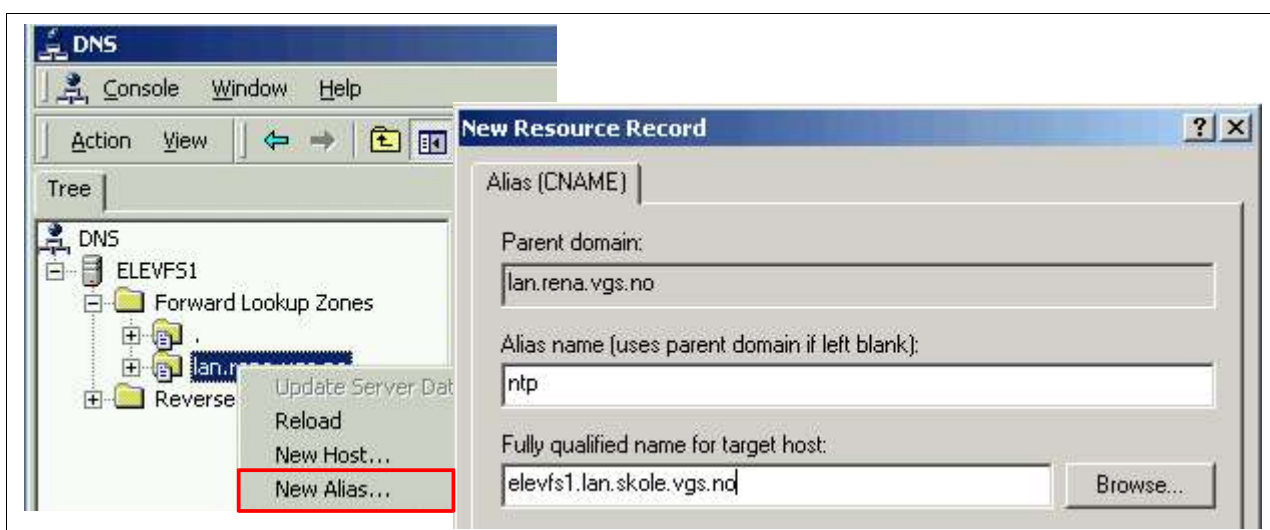 DNS
Console Window Help
Action View
Tree
DNS
ELEVFS1
Forward Lookup Zones
.
Reverse
Update Server Dat
Reload
New Host...
New Alias...
New Resource Record
Alias (CNAME)
Parent domain:
lan.rena.vgs.no
Alias name (uses parent domain if left blank):
ntp
Fully qualified name for target host:
elevfs1.lan.skole.vgs.no
Browse...